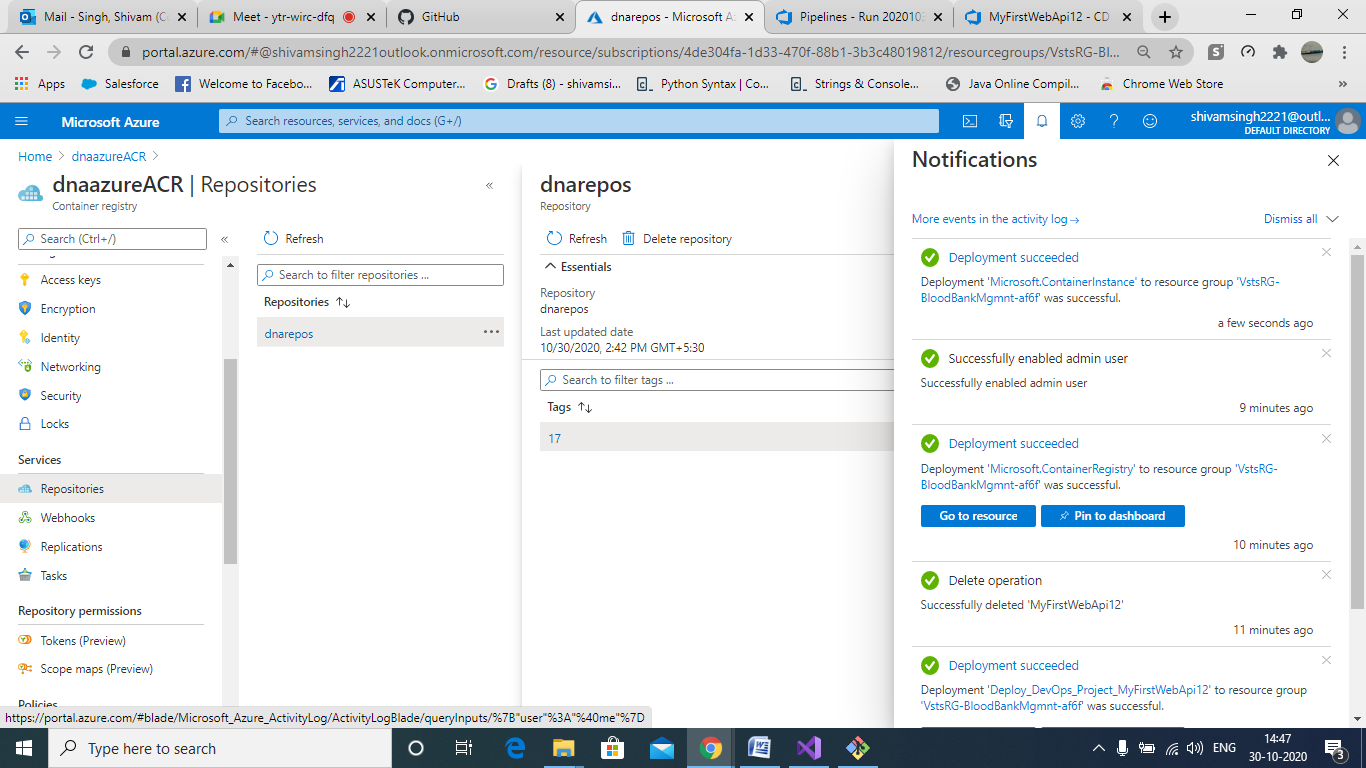 Mail - Singh, Shivam (C
Meet - ytr-wirc-dfq
GitHub
dnarepos - Microsoft A
Pipelines - Run 2020103
MyFirstWebApi12 - CD
portal.azure.com/#@shivamsingh2221outlook.onmicrosoft.com/resource/subscriptions/4de304fa-1d33-470f-88b1-3b3c48019812/resourcegroups/VstsRG-Bl...
Apps
Salesforce
Welcome to Facebo...
ASUSTeK Computer...
Drafts (8) - shivamsi...
Python Syntax | Co...
Strings & Console...
Java Online Compil...
Chrome Web Store
Microsoft Azure
Search resources, services, and docs (G+/)
shivamsingh2221@outl...
DEFAULT DIRECTORY
Home > dnaazureACR >
dnaazureACR | Repositories
Container registry
Search (Ctrl+/)
Access keys
Encryption
Identity
Networking
Security
Locks
Services
Repositories
Webhooks
Replications
Tasks
Repository permissions
Tokens (Preview)
Scope maps (Preview)
Policies
https://portal.azure.com/#blade/Microsoft_Azure_ActivityLog/ActivityLogBlade/queryInputs/%7B"user"%3A"%40me"%7D
Refresh
Search to filter repositories ...
Repositories
dnarepos
dnarepos
Repository
Refresh
Delete repository
Essentials
Repository
dnarepos
Last updated date
10/30/2020, 2:42 PM GMT+5:30
Search to filter tags ...
Tags
17
Notifications
More events in the activity log
Dismiss all
Deployment succeeded
Deployment 'Microsoft.ContainerInstance' to resource group 'VstsRG-
BloodBankMgmnt-af6f' was successful.
a few seconds ago
Successfully enabled admin user
Successfully enabled admin user
9 minutes ago
Deployment succeeded
Deployment 'Microsoft.ContainerRegistry' to resource group 'VstsRG-
BloodBankMgmnt-af6f' was successful.
Go to resource
Pin to dashboard
10 minutes ago
Delete operation
Successfully deleted 'MyFirstWebApi12'
11 minutes ago
Deployment succeeded
Deployment 'Deploy_DevOps_Project_MyFirstWebApi12' to resource group
'VstsRG-BloodBankMgmnt-af6f' was successful.
Type here to search
ENG
14:47
30-10-2020
3